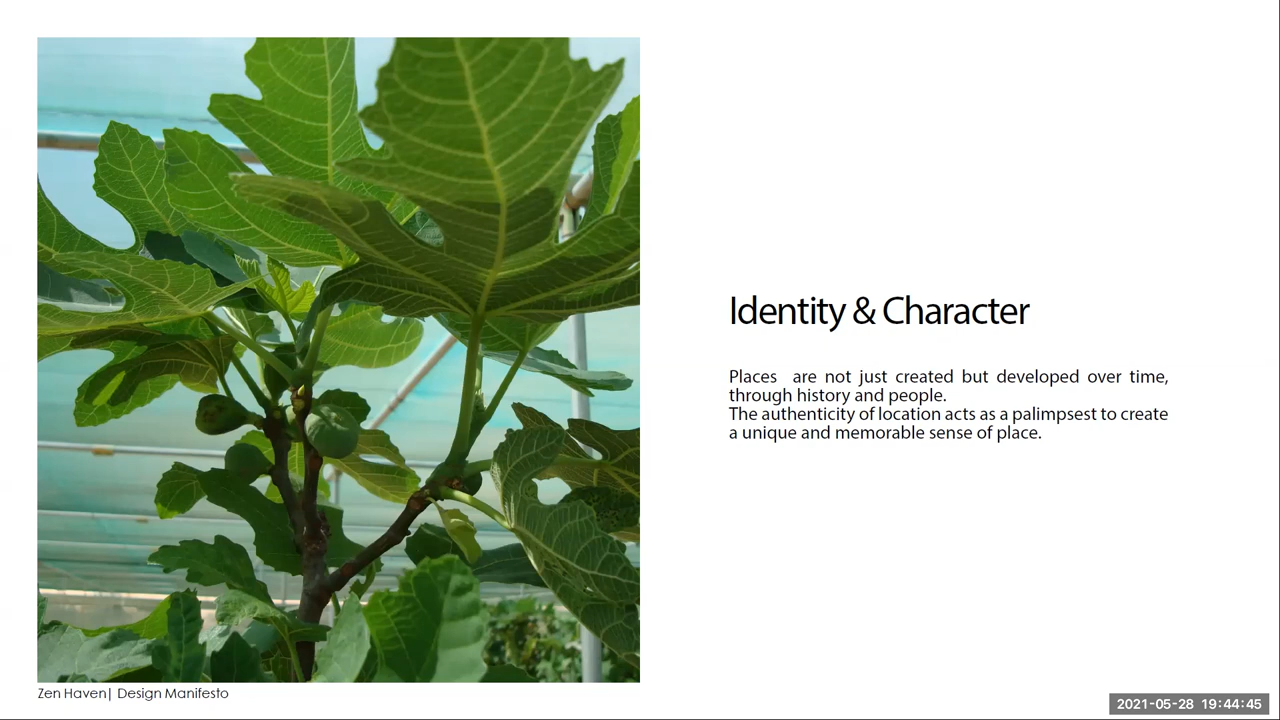 Identity & Character
Places are not just created but developed over time,
through history and people.
The authenticity of location acts as a palimpsest to create
a unique and memorable sense of place.
Zen Haven| Design Manifesto
2021-05-28 19:44:45